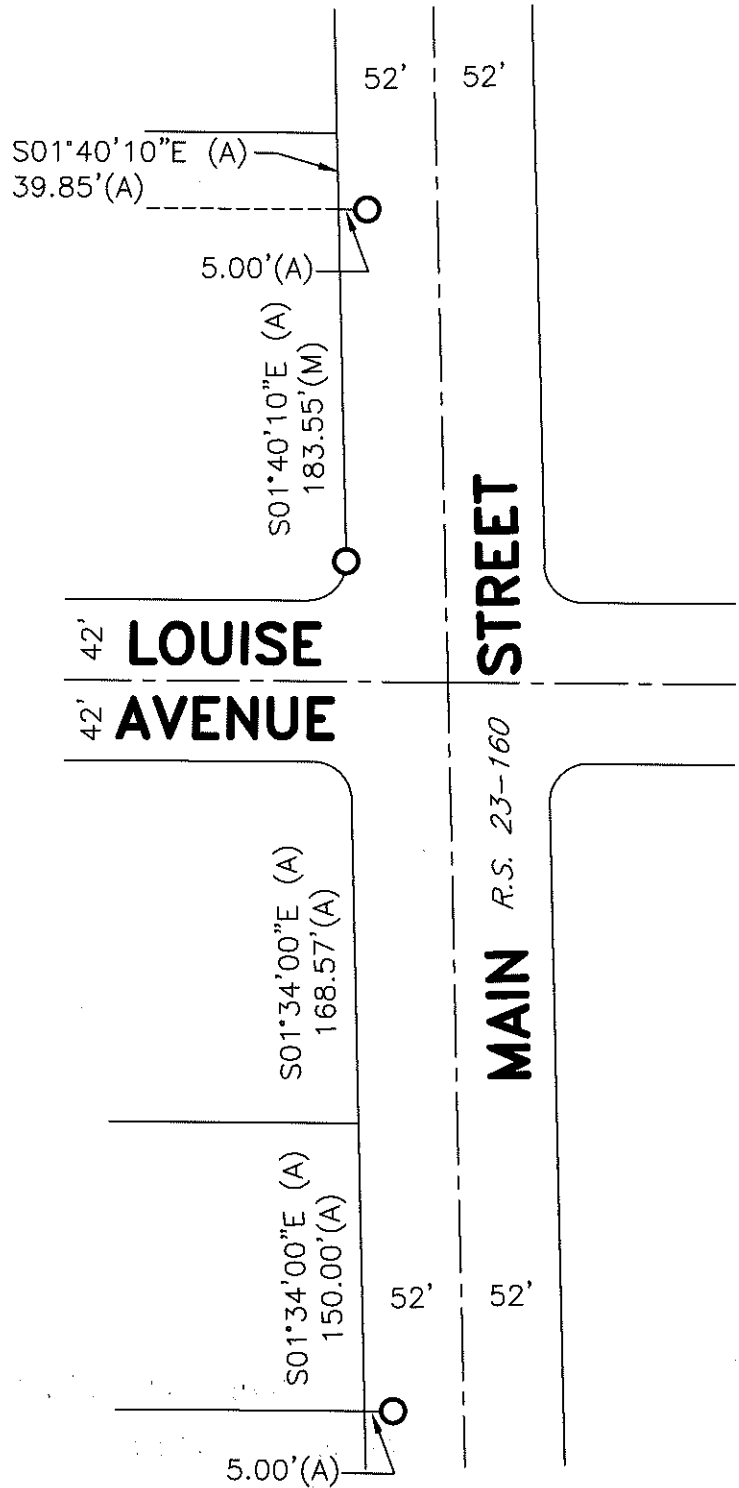 52' 52'
S01°40'10"E (A)
39.85'(A)
5.00'(A)
S01°40'10"E (A)
183.55'(M)
42' LOUISE
42' AVENUE
MAIN R.S. 23-160 STREET
S01°34'00"E (A)
168.57'(A)
S01°34'00"E (A)
150.00'(A)
52' 52'
5.00'(A)